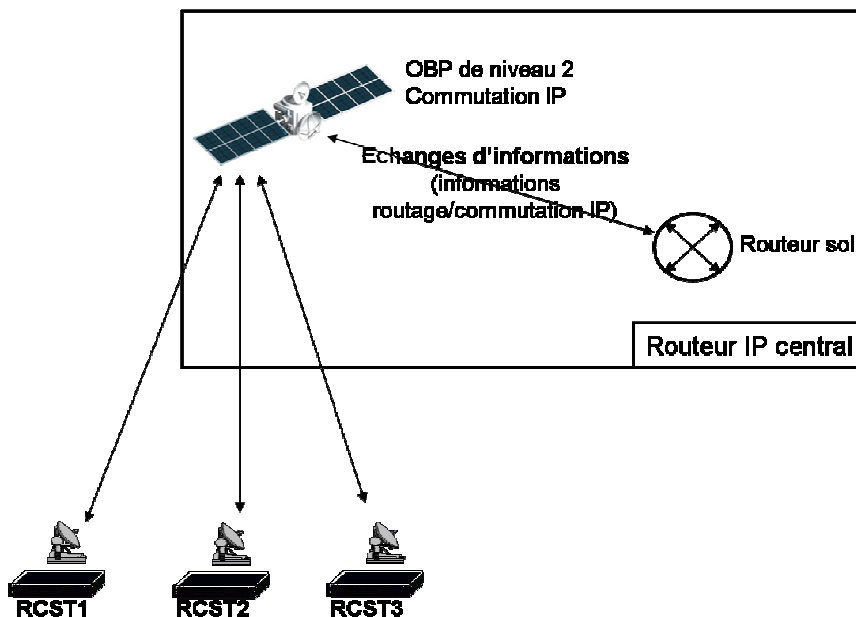 OBP de niveau 2
Commutation IP
Echanges d'informations
(informations
routage/commutation IP)
Routeur sol
Routeur IP central
RCST1
RCST2
RCST3